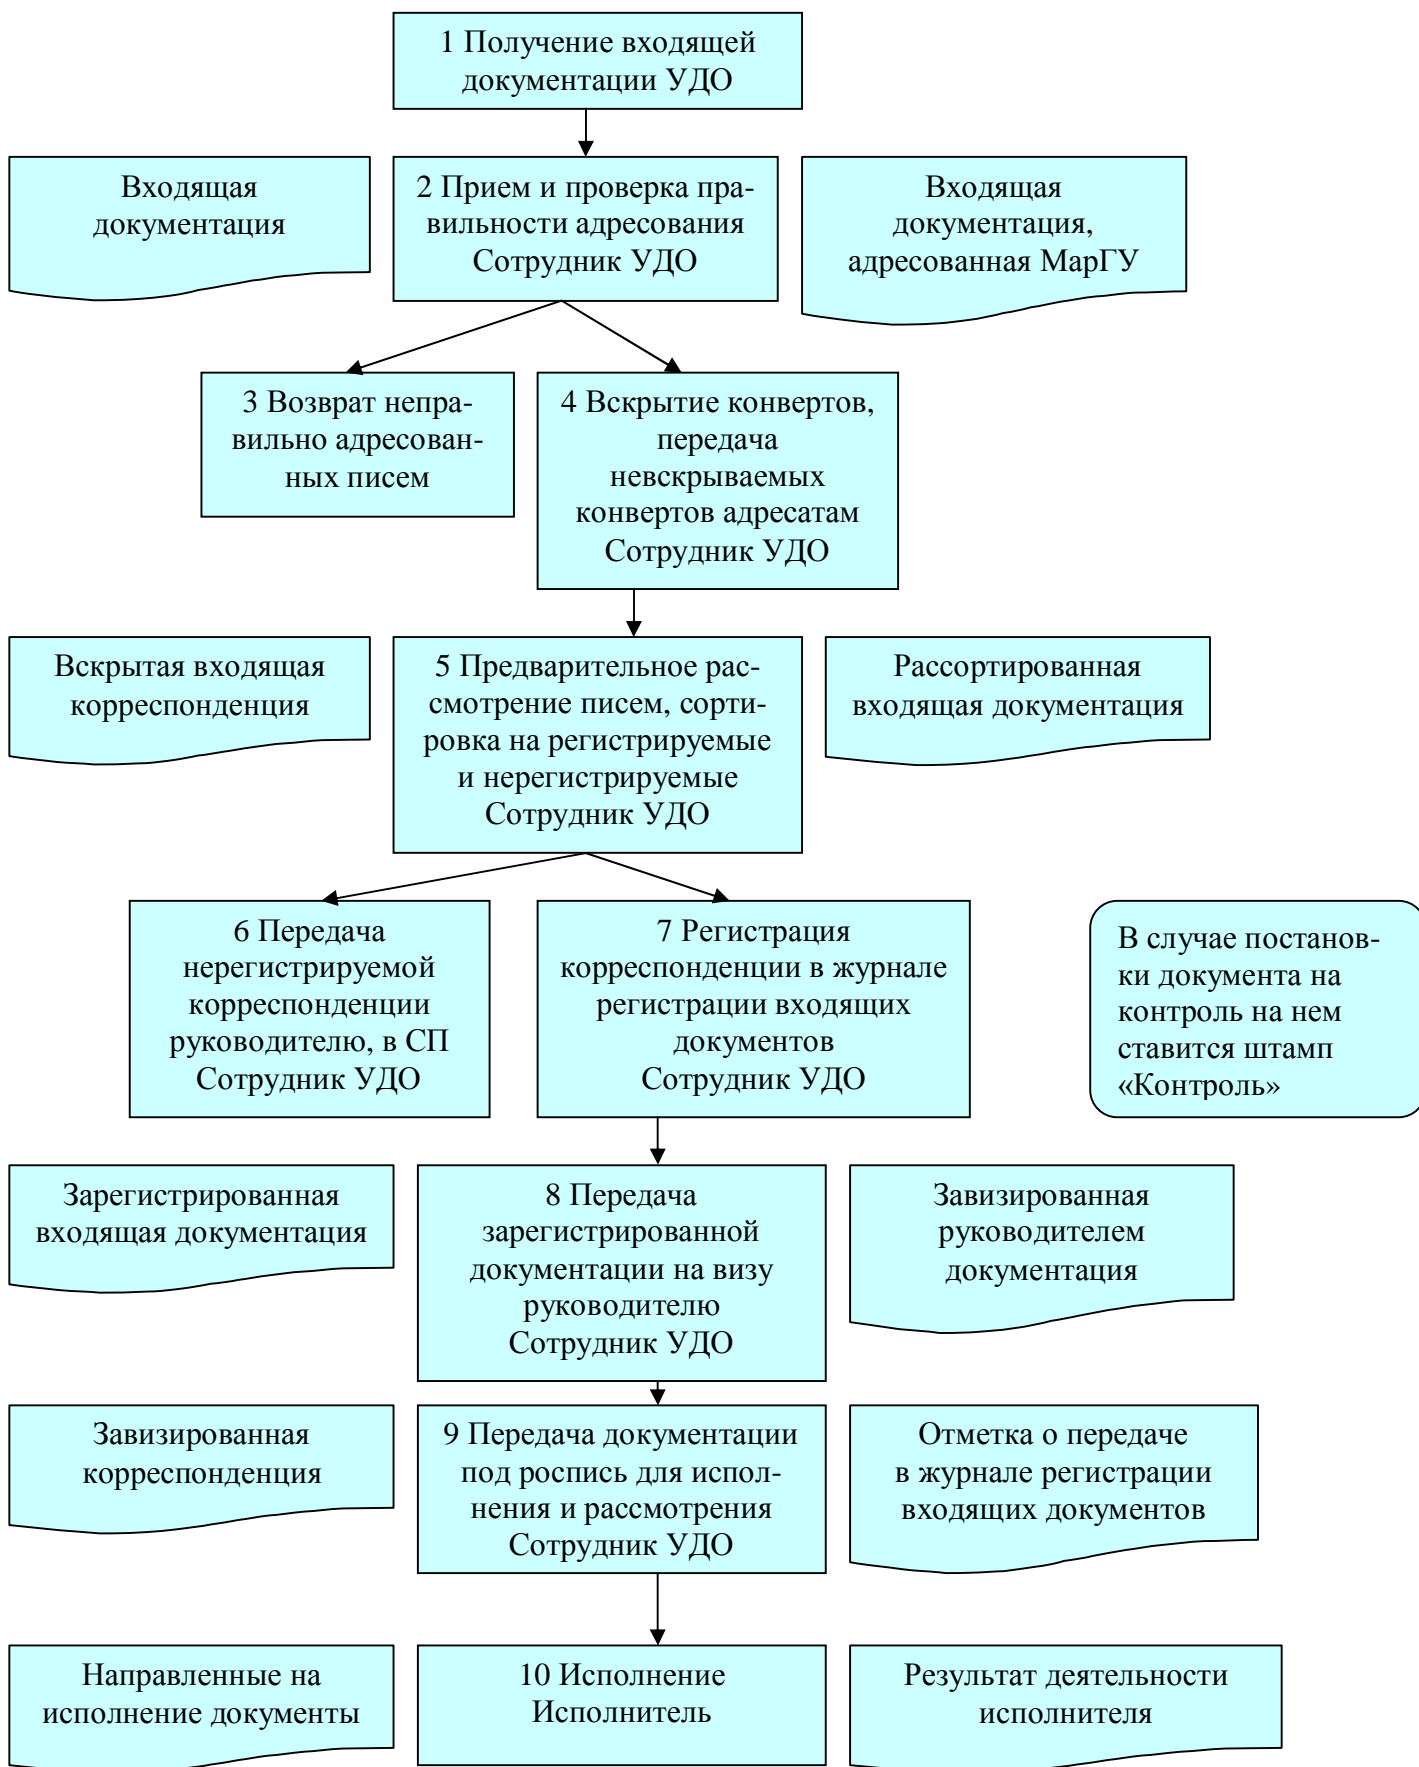 1 Получение входящей
документации УДО
Входящая
документация
2 Прием и проверка пра-
вильности адресования
Сотрудник УДО
Входящая
документация,
адресованная МарГУ
3 Возврат непра-
вильно адресован-
ных писем
4 Вскрытие конвертов,
передача
невскрываемых
конвертов адресатам
Сотрудник УДО
Вскрытая входящая
корреспонденция
5 Предварительное рас-
смотрение писем, сорти-
ровка на регистрируемые
и нерегистрируемые
Сотрудник УДО
Рассортированная
входящая документация
6 Передача
нерегистрируемой
корреспонденции
руководителю, в СП
Сотрудник УДО
7 Регистрация
корреспонденции в журнале
регистрации входящих
документов
Сотрудник УДО
В случае постанов-
ки документа на
контроль на нем
ставится штамп
«Контроль»
Зарегистрированная
входящая документация
8 Передача
зарегистрированной
документации на визу
руководителю
Сотрудник УДО
Завизированная
руководителем
документация
Завизированная
корреспонденция
9 Передача документации
под роспись для испол-
нения и рассмотрения
Сотрудник УДО
Отметка о передаче
в журнале регистрации
входящих документов
Направленные на
исполнение документы
10 Исполнение
Исполнитель
Результат деятельности
исполнителя